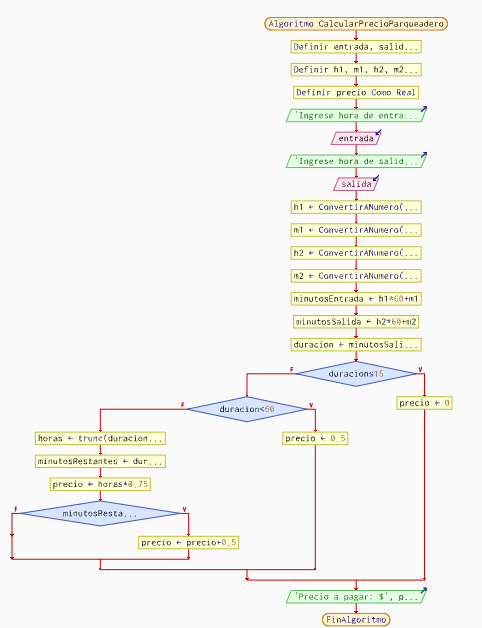 Algoritmo CalcularPrecioParqueadero
Definir entrada, salid...
Definir h1, m1, h2, m2...
Definir precio Como Real
'Ingrese hora de entra...
entrada
'Ingrese hora de salid...
salida
h1 ← ConvertirANumero(...
m1 ← ConvertirANumero(...
h2 ← ConvertirANumero(...
m2 ← ConvertirANumero(...
minutosEntrada ← h1*60+m1
minutosSalida ← h2*60+m2
duracion ← minutosSali...
F duracion≤15 V
precio ← 0
F duracion<60 V
horas ← trunc(duracion...
precio ← 0.5
minutosRestantes ← dur...
precio ← horas*0.75
F minutosResta... V
precio ← precio+0.5
'Precio a pagar: $', p...
FinAlgoritmo